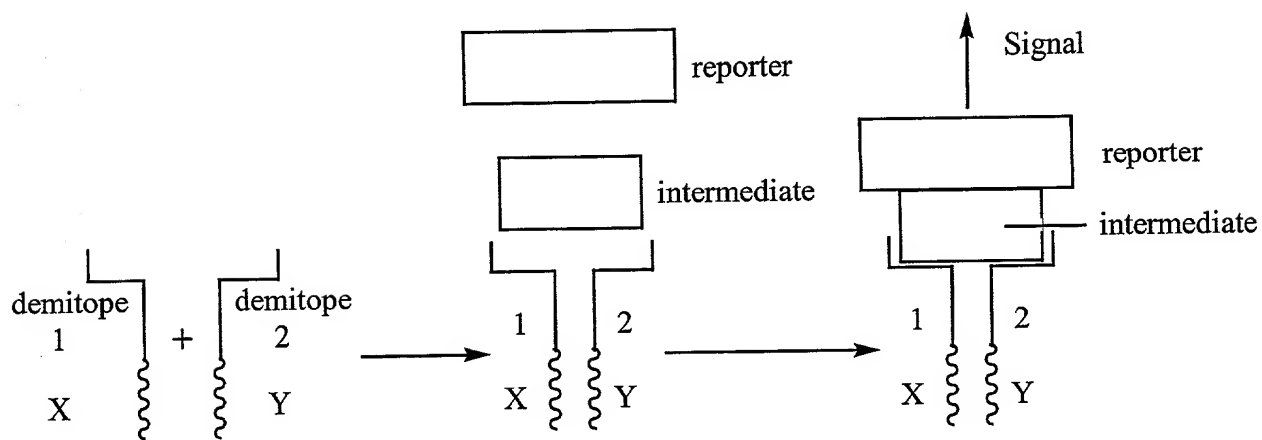 demitope
1
X
+
demitope
2
Y
reporter
intermediate
1
2
X
Y
Signal
reporter
intermediate
1
2
X
Y